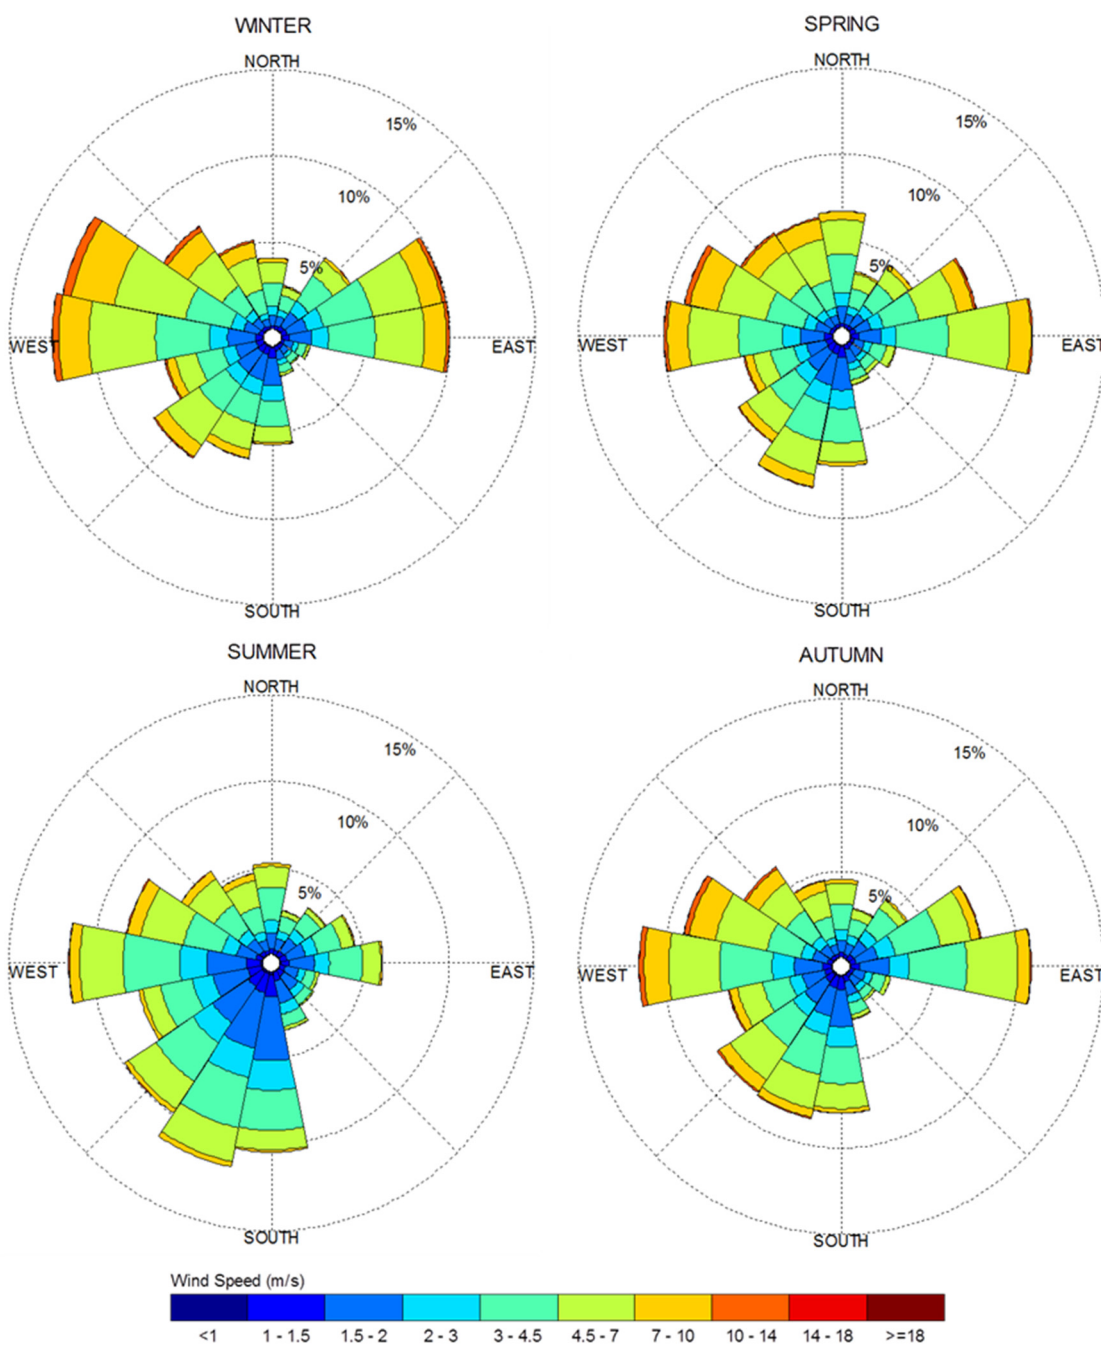 WINTER
SPRING
NORTH
NORTH
15%
15%
10%
10%
5%
5%
WEST
EAST
WEST
EAST
SOUTH
SOUTH
SUMMER
AUTUMN
NORTH
NORTH
15%
15%
10%
10%
5%
5%
WEST
EAST
WEST
EAST
SOUTH
SOUTH
Wind Speed (m/s)
<1 1 - 1.5 1.5 - 2 2 - 3 3 - 4.5 4.5 - 7 7 - 10 10 - 14 14 - 18 >=18